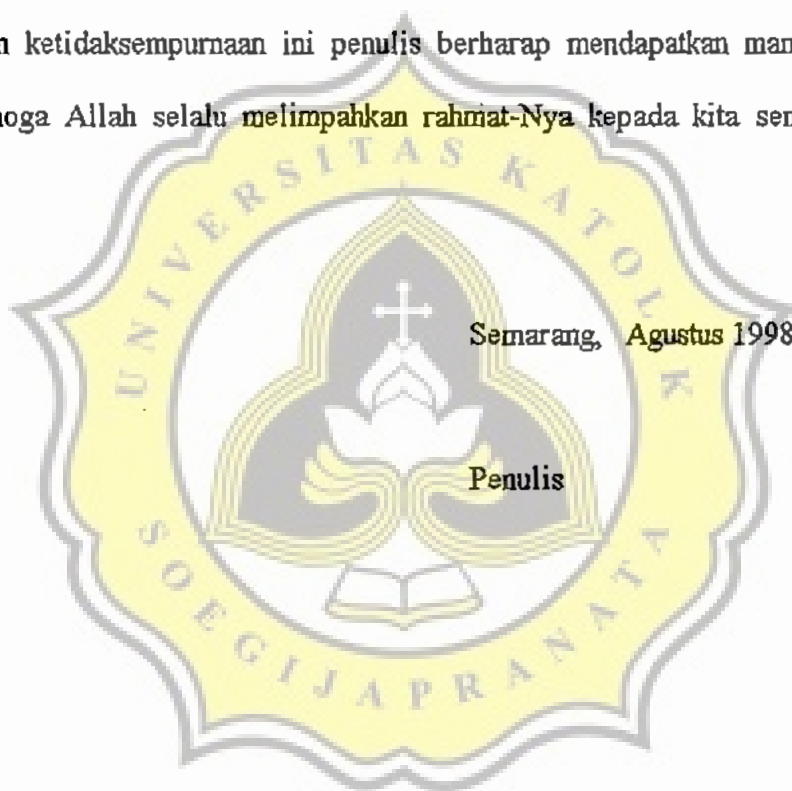 ketidaksempurnaan ini penulis berharap mendapatkan
Allah selalu melimpahkan rahmat-Nya kepada kita
UNIVERSITAS KATOLIK
Semarang, Agustus 1998
Penulis
SOEGIJAPRANATA